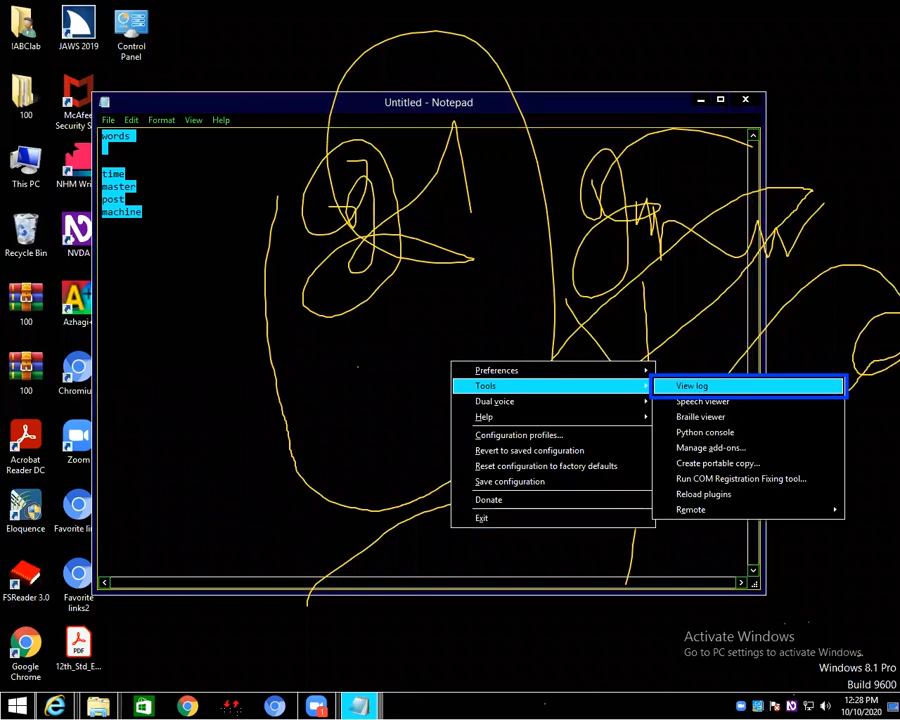 IABClab
JAWS 2019
Control
Panel
100
McAfee
Security S
This PC
NHM Wri
Recycle Bin
NVDA
100
Azhagi+
100
Chromiu
Acrobat
Reader DC
Zoom
Eloquence
Favorite lin
FSReader 3.0
Favorite
links2
Google
Chrome
12th_Std_E...
Untitled - Notepad
File Edit Format View Help
words
time
master
post
machine
Preferences
Tools
Dual voice
Help
Configuration profiles...
Revert to saved configuration
Reset configuration to factory defaults
Save configuration
Donate
Exit
View log
Speech viewer
Braille viewer
Python console
Manage add-ons...
Create portable copy...
Run COM Registration Fixing tool...
Reload plugins
Remote
Activate Windows
Go to PC settings to activate Windows.
Windows 8.1 Pro
Build 9600
12:28 PM
10/10/2020